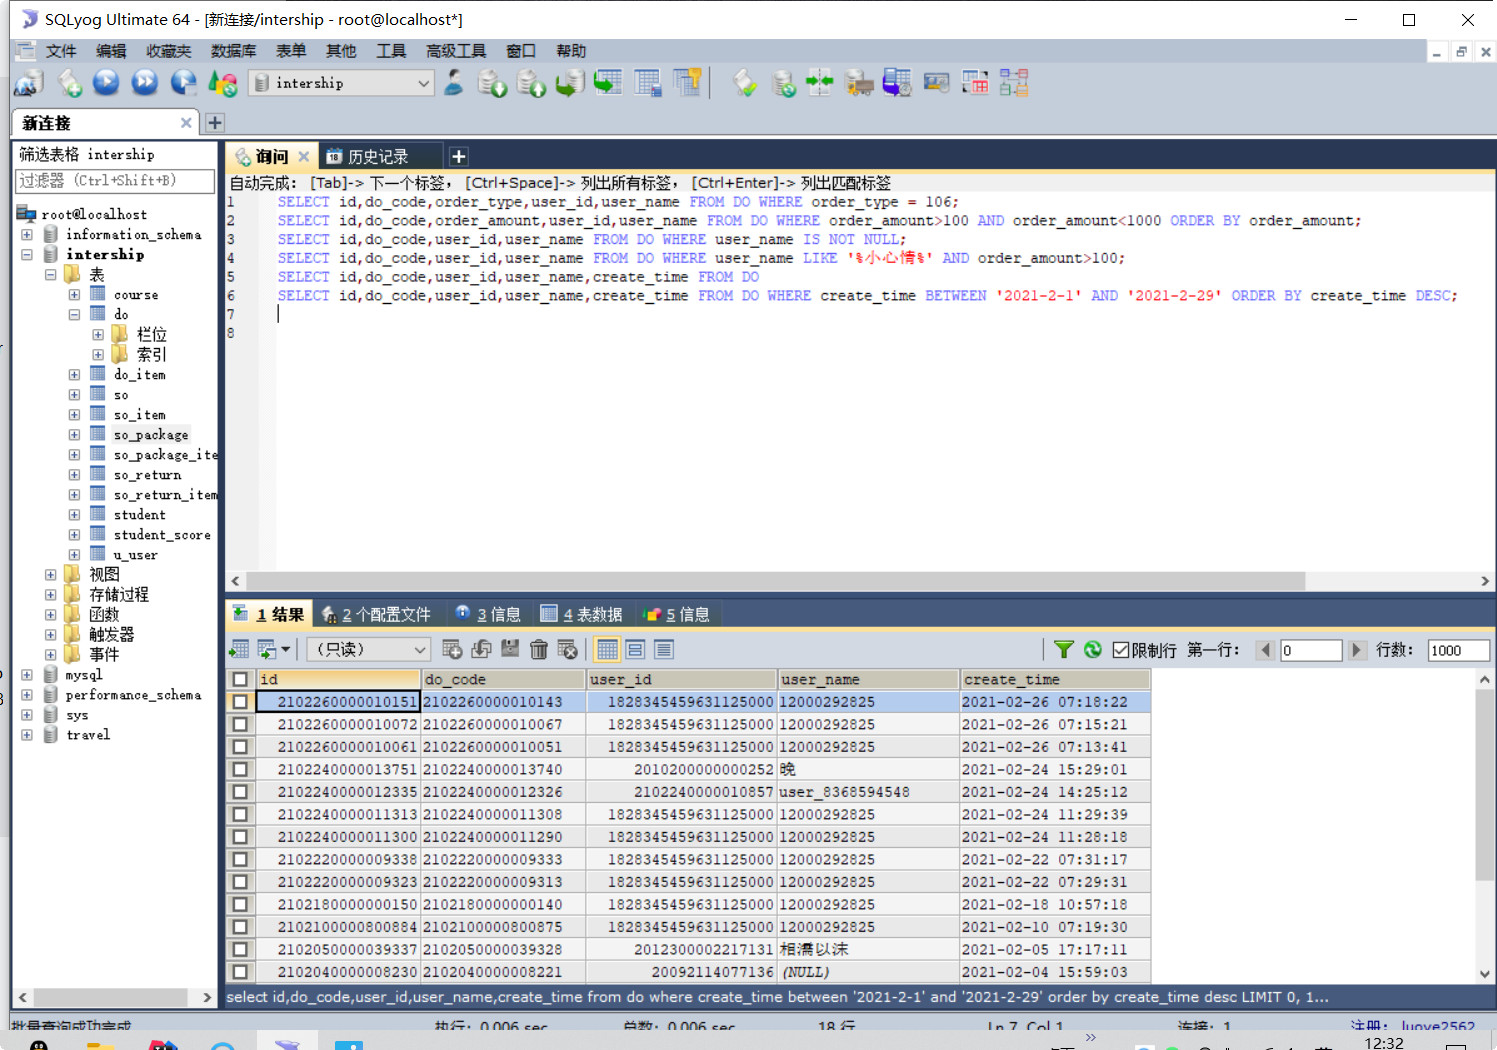 SQLyog Ultimate 64 - [新连接/intership - root@localhost*]
文件 编辑 收藏夹 数据库 表单 其他 工具 高级工具 窗口 帮助
intership
新连接
筛选表格 intership
过滤器 (Ctrl+Shift+B)
root@localhost
information_schema
intership
表
course
do
栏位
索引
do_item
so
so_item
so_package
so_package_ite
so_return
so_return_item
student
student_score
u_user
视图
存储过程
函数
触发器
事件
mysql
performance_schema
sys
travel
询问 历史记录
自动完成： [Tab]-> 下一个标签， [Ctrl+Space]-> 列出所有标签， [Ctrl+Enter]-> 列出匹配标签
1 SELECT id,do_code,order_type,user_id,user_name FROM DO WHERE order_type = 106;
2 SELECT id,do_code,order_amount,user_id,user_name FROM DO WHERE order_amount>100 AND order_amount<1000 ORDER BY order_amount;
3 SELECT id,do_code,user_id,user_name FROM DO WHERE user_name IS NOT NULL;
4 SELECT id,do_code,user_id,user_name FROM DO WHERE user_name LIKE '%小心情%' AND order_amount>100;
5 SELECT id,do_code,user_id,user_name,create_time FROM DO
6 SELECT id,do_code,user_id,user_name,create_time FROM DO WHERE create_time BETWEEN '2021-2-1' AND '2021-2-29' ORDER BY create_time DESC;
7
8
1 结果 2 个配置文件 3 信息 4 表数据 5 信息
（只读） 限制行 第一行： 0 行数： 1000
id do_code user_id user_name create_time
2102260000010151 2102260000010143 1828345459631125000 12000292825 2021-02-26 07:18:22
2102260000010072 2102260000010067 1828345459631125000 12000292825 2021-02-26 07:15:21
2102260000010061 2102260000010051 1828345459631125000 12000292825 2021-02-26 07:13:41
2102240000013751 2102240000013740 2010200000000252 晚 2021-02-24 15:29:01
2102240000012335 2102240000012326 2102240000010857 user_8368594548 2021-02-24 14:25:12
2102240000011313 2102240000011308 1828345459631125000 12000292825 2021-02-24 11:29:39
2102240000011300 2102240000011290 1828345459631125000 12000292825 2021-02-24 11:28:18
2102220000009338 2102220000009333 1828345459631125000 12000292825 2021-02-22 07:31:17
2102220000009323 2102220000009313 1828345459631125000 12000292825 2021-02-22 07:29:31
2102180000000150 2102180000000140 1828345459631125000 12000292825 2021-02-18 10:57:18
2102100000800884 2102100000800875 1828345459631125000 12000292825 2021-02-10 07:19:30
2102050000039337 2102050000039328 2012300002217131 相濡以沫 2021-02-05 17:17:11
2102040000008230 2102040000008221 20092114077136 (NULL) 2021-02-04 15:59:03
select id,do_code,user_id,user_name,create_time from do where create_time between '2021-2-1' and '2021-2-29' order by create_time desc LIMIT 0, 1...
批量查询成功完成 执行： 0.006 sec 总数： 0.006 sec 18 行 Ln 7, Col 1 连接： 1 注册： luoye2562
12:32